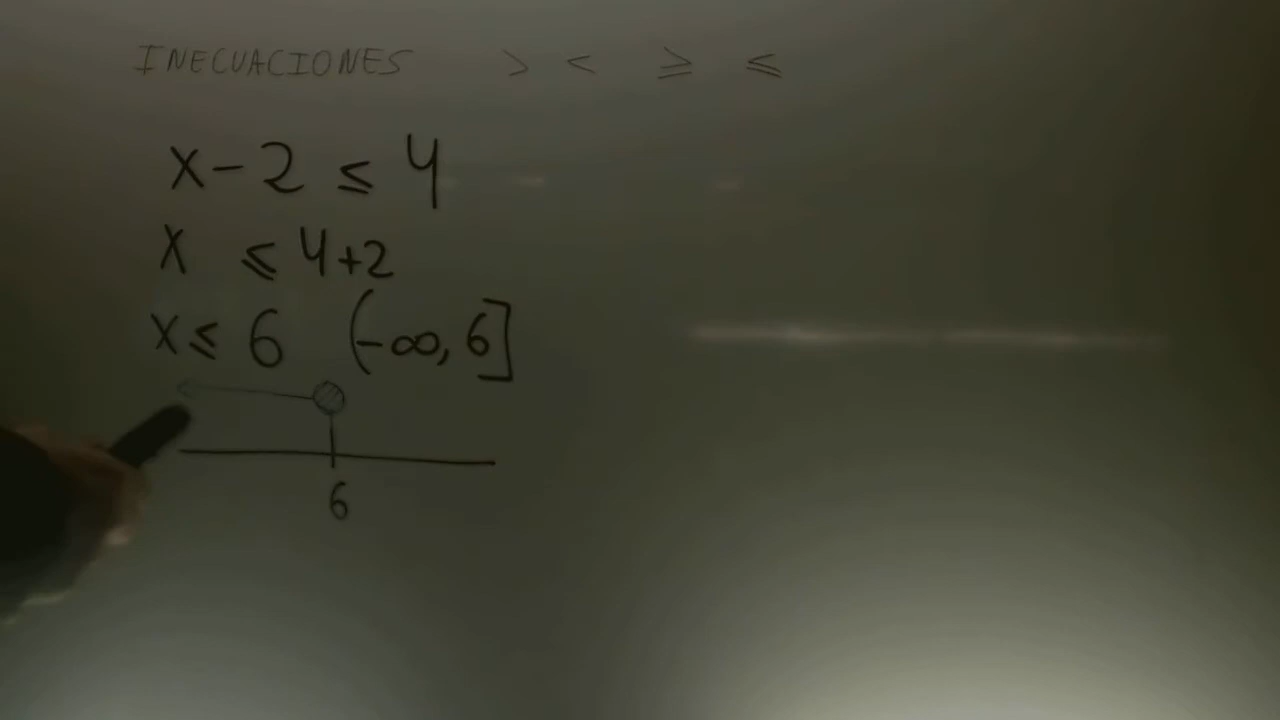 INECUACIONES > < ≥ ≤
x - 2 ≤ 4
x ≤ 4+2
x ≤ 6 (-∞, 6]
6